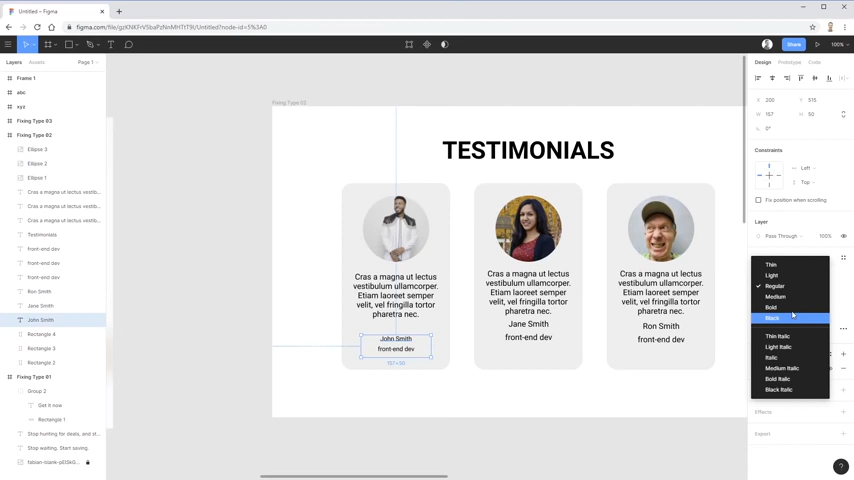 Untitled – Figma
figma.com/file/gzKNKFrV5baPzNnMHTtT9l/Untitled?node-id=5%3A0
Share
100%
Layers
Assets
Page 1
Design
Prototype
Code
Frame 1
abc
xyz
Fixing Type 03
Fixing Type 02
Ellipse 3
Ellipse 2
Ellipse 1
Cras a magna ut lectus vestib...
Cras a magna ut lectus vestib...
Cras a magna ut lectus vestib...
Testimonials
front-end dev
front-end dev
front-end dev
Ron Smith
Jane Smith
John Smith
Rectangle 4
Rectangle 3
Rectangle 2
Fixing Type 01
Group 2
Get it now
Rectangle 1
Stop hunting for deals, and st...
Stop waiting. Start saving.
Fixing Type 02
TESTIMONIALS
Cras a magna ut lectus
vestibulum ullamcorper.
Etiam lorem semper
velit, vel fringilla tortor
pharetra nec.
John Smith
front-end dev
157 × 50
Cras a magna ut lectus
vestibulum ullamcorper.
Etiam lorem semper
velit, vel fringilla tortor
pharetra nec.
Jane Smith
front-end dev
Cras a magna ut lectus
vestibulum ullamcorper.
Etiam lorem semper
velit, vel fringilla tortor
pharetra nec.
Ron Smith
front-end dev
X 200 Y 515
W 157 H 50
0°
Constraints
Left
Top
Fix position when scrolling
Layer
Pass Through 100%
Thin
Light
Regular
Medium
Bold
Black
Thin Italic
Light Italic
Italic
Medium Italic
Bold Italic
Black Italic
Effects
Export
?